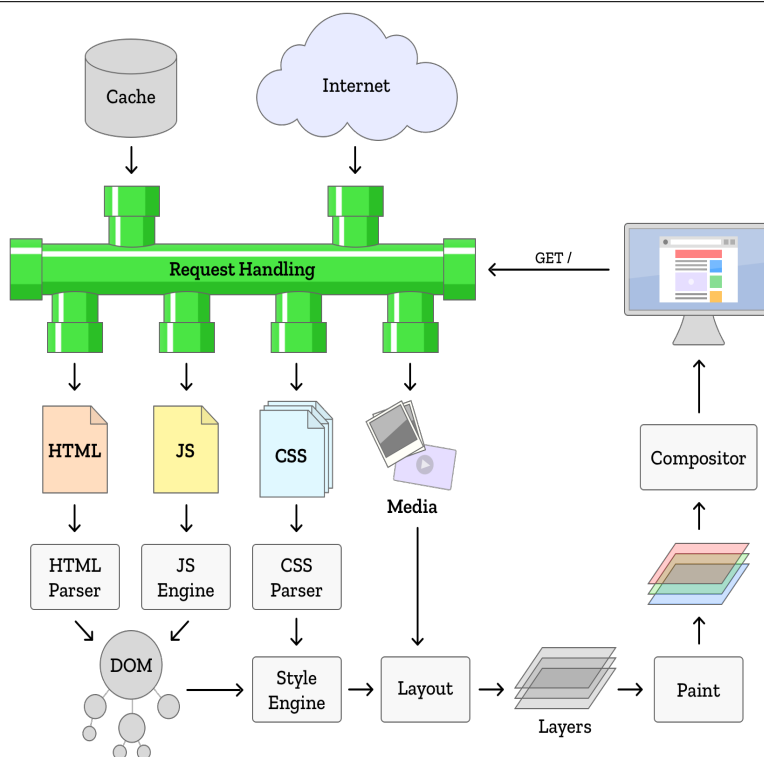 Cache
Internet
Request Handling
GET /
HTML
JS
CSS
Media
Compositor
HTML
Parser
JS
Engine
CSS
Parser
DOM
Style
Engine
Layout
Layers
Paint